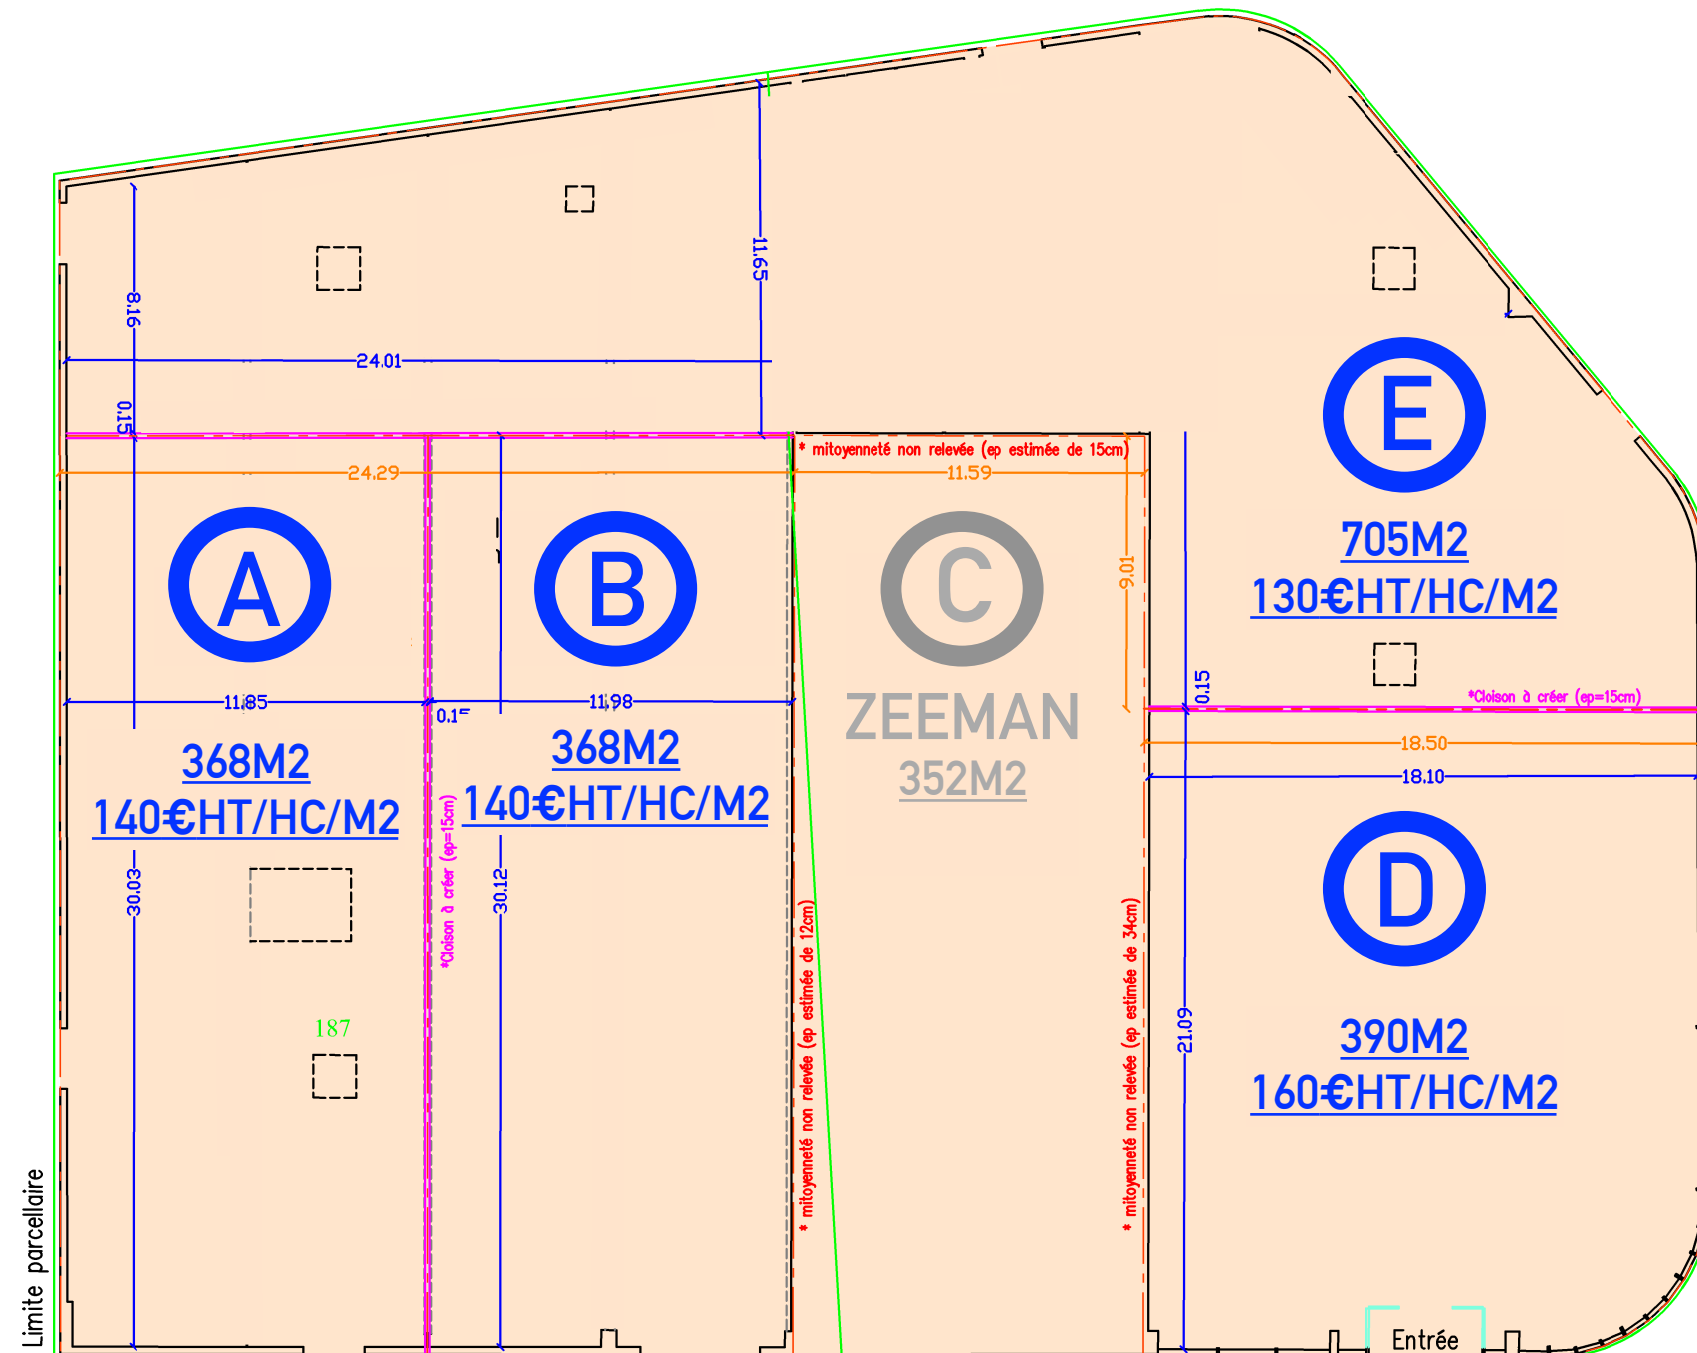 11.65
8.16
24.01
0.15
* mitoyenneté non relevée (ep estimée de 15cm)
24.29
11.59
9.01
A
B
C
E
705M2
130€HT/HC/M2
0.15
*Cloison à créer (ep=15cm)
11.85
11.98
ZEEMAN
352M2
18.50
18.10
368M2
140€HT/HC/M2
368M2
140€HT/HC/M2
*Cloison à créer (ep=15cm)
30.03
30.12
* mitoyenneté non relevée (ep estimée de 12cm)
* mitoyenneté non relevée (ep estimée de 34cm)
D
21.09
390M2
160€HT/HC/M2
187
Limite parcellaire
Entrée